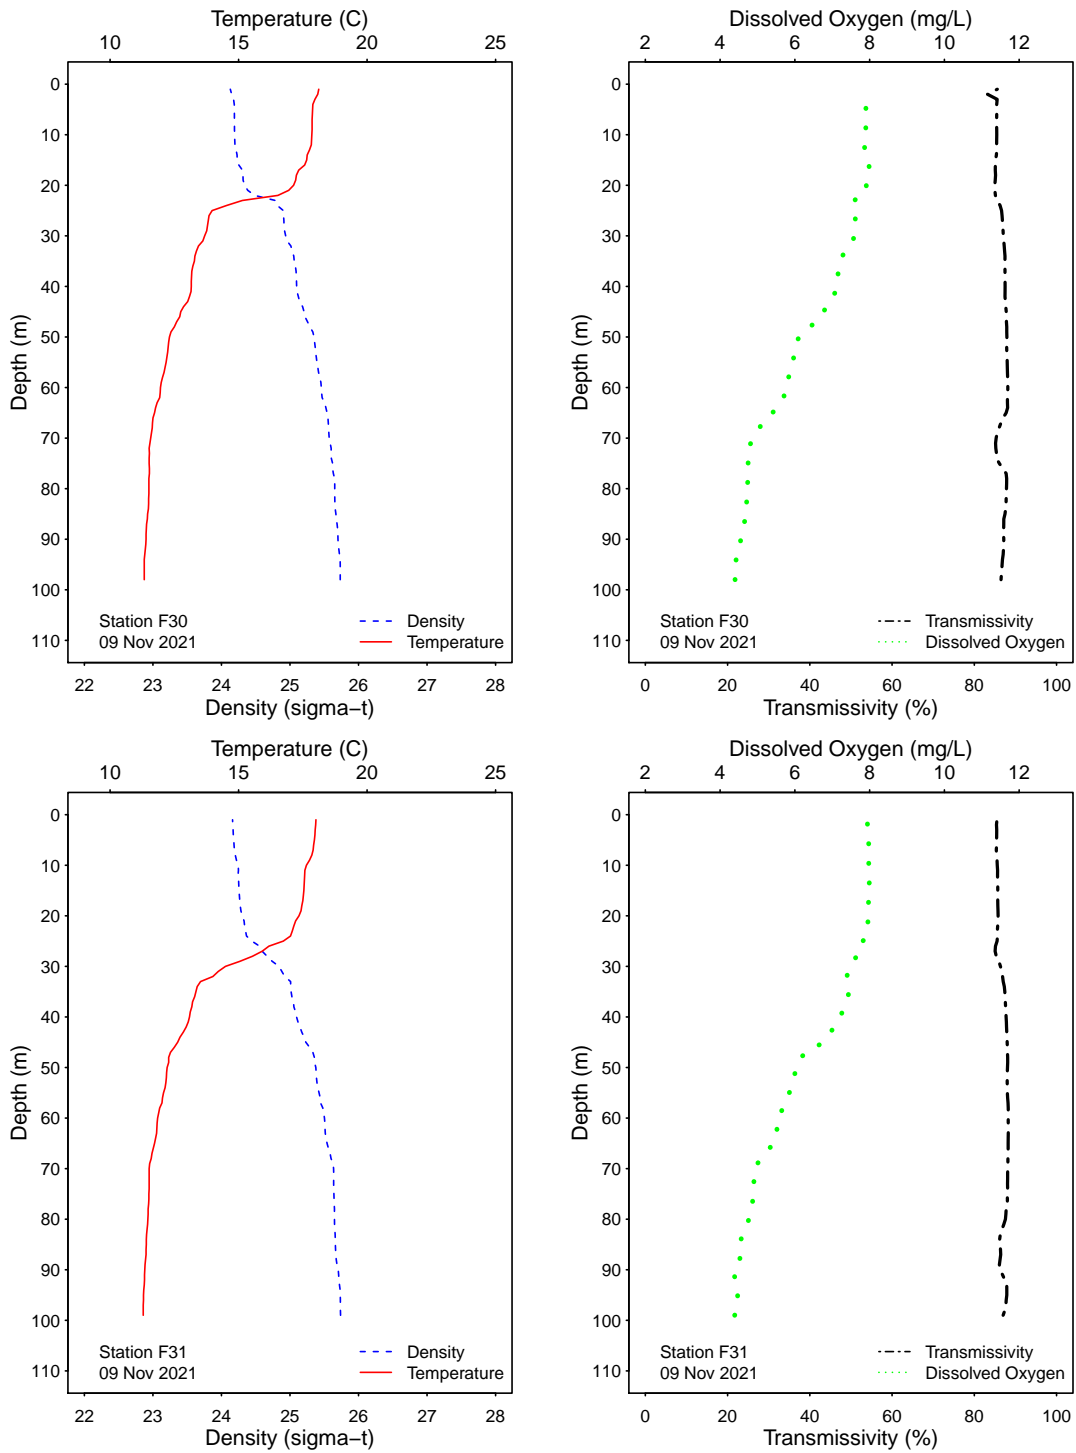 Temperature (C)
10 15 20 25
0
10
20
30
40
50
60
70
80
90
100
110
Depth (m)
Station F30
09 Nov 2021
Density
Temperature
22 23 24 25 26 27 28
Density (sigma−t)
Dissolved Oxygen (mg/L)
2 4 6 8 10 12
0
10
20
30
40
50
60
70
80
90
100
110
Depth (m)
Station F30
09 Nov 2021
Transmissivity
Dissolved Oxygen
0 20 40 60 80 100
Transmissivity (%)
Temperature (C)
10 15 20 25
0
10
20
30
40
50
60
70
80
90
100
110
Depth (m)
Station F31
09 Nov 2021
Density
Temperature
22 23 24 25 26 27 28
Density (sigma−t)
Dissolved Oxygen (mg/L)
2 4 6 8 10 12
0
10
20
30
40
50
60
70
80
90
100
110
Depth (m)
Station F31
09 Nov 2021
Transmissivity
Dissolved Oxygen
0 20 40 60 80 100
Transmissivity (%)